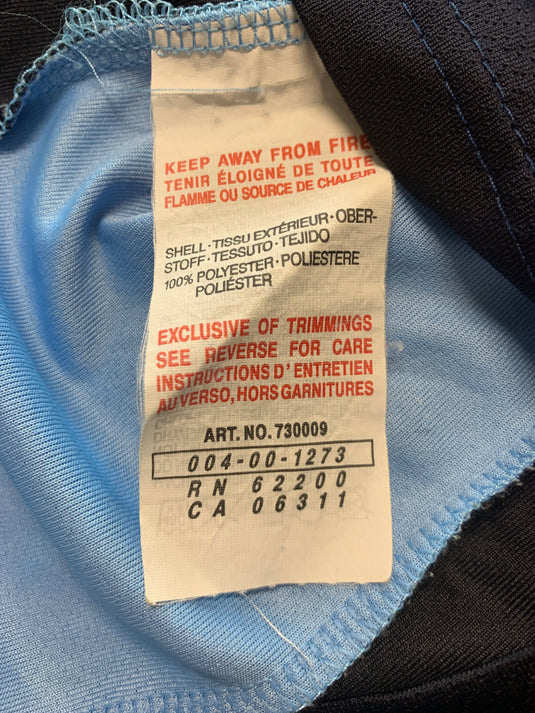 KEEP AWAY FROM FIRE
TENIR ÉLOIGNÉ DE TOUTE
FLAMME OU SOURCE DE CHALEUR
SHELL·TISSU EXTÉRIEUR·OBER-
STOFF·TESSUTO·TEJIDO
100% POLYESTER·POLIESTERE
POLIÉSTER
EXCLUSIVE OF TRIMMINGS
SEE REVERSE FOR CARE
INSTRUCTIONS D'ENTRETIEN
AU VERSO, HORS GARNITURES
ART. NO. 730009
004-00-1273
RN 62200
CA 06311